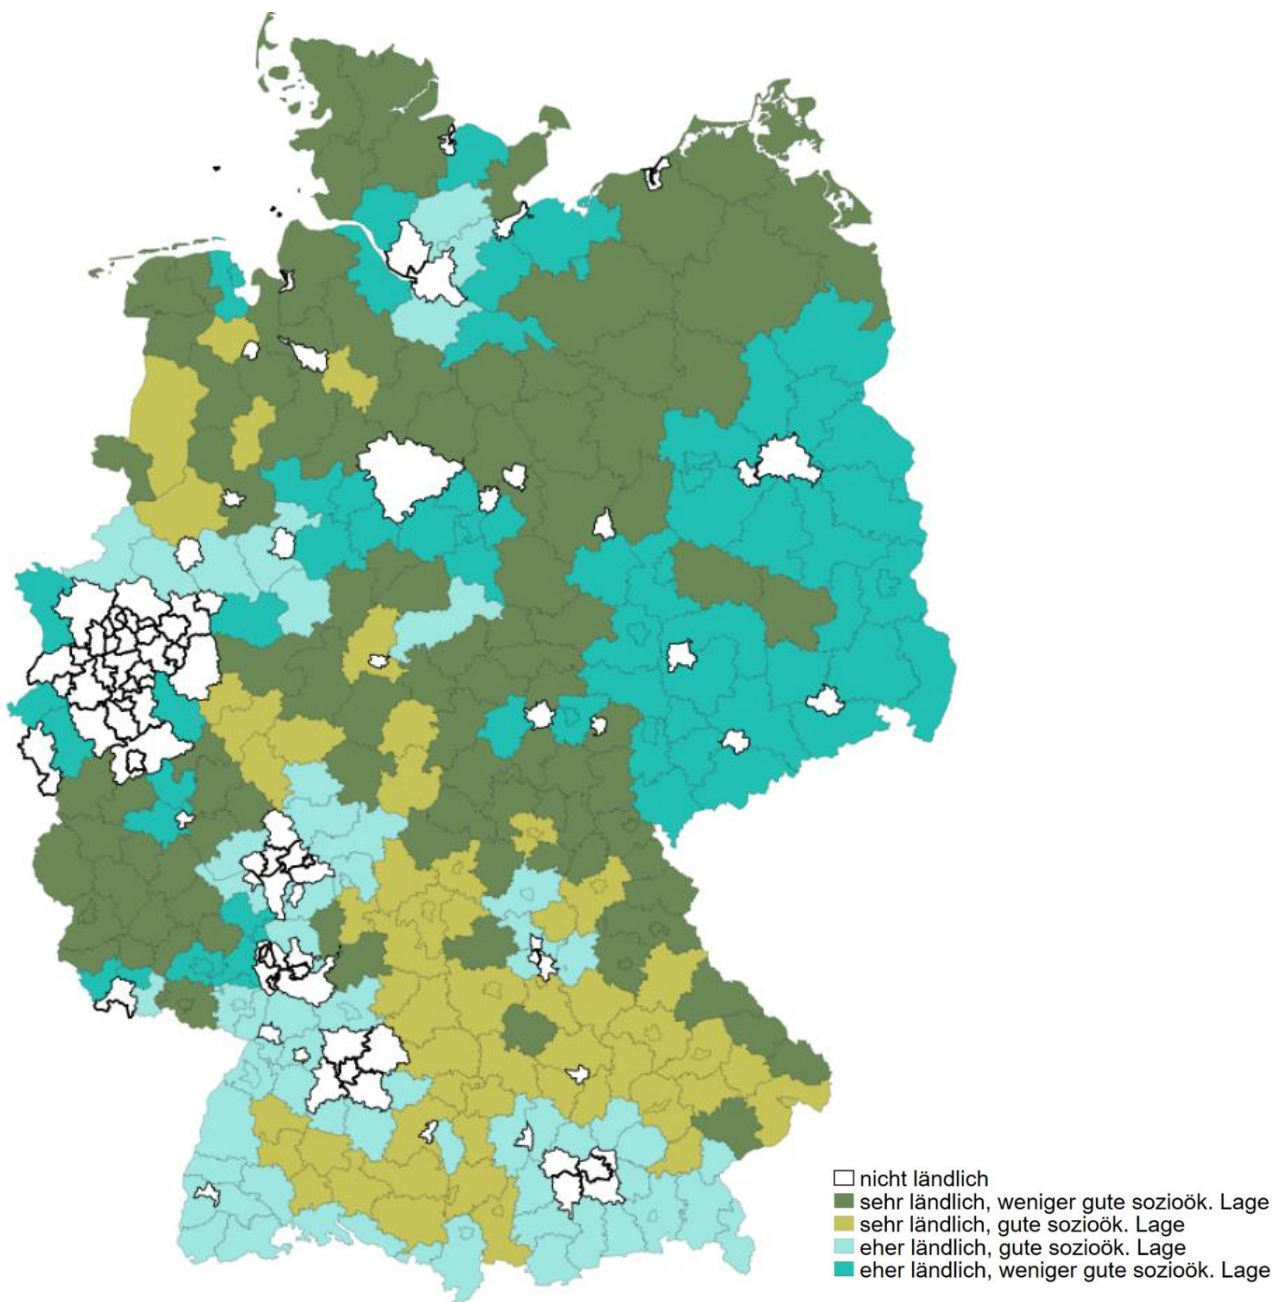 nicht ländlich
sehr ländlich, weniger gute sozioök. Lage
sehr ländlich, gute sozioök. Lage
eher ländlich, gute sozioök. Lage
eher ländlich, weniger gute sozioök. Lage